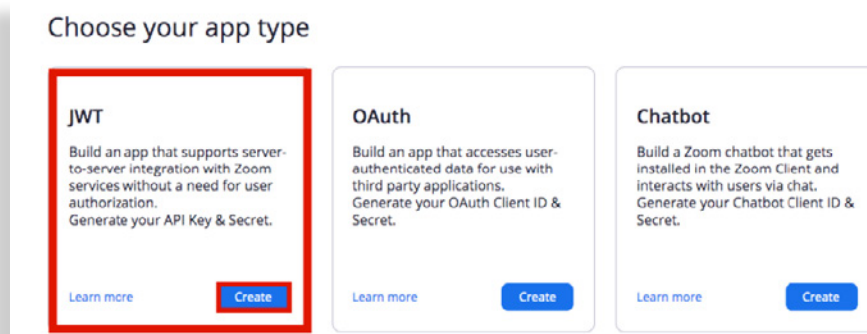 Choose your app type
JWT
Build an app that supports server-
to-server integration with Zoom
services without a need for user
authorization.
Generate your API Key & Secret.
Learn more
Create
OAuth
Build an app that accesses user-
authenticated data for use with
third party applications.
Generate your OAuth Client ID &
Secret.
Learn more
Create
Chatbot
Build a Zoom chatbot that gets
installed in the Zoom Client and
interacts with users via chat.
Generate your Chatbot Client ID &
Secret.
Learn more
Create